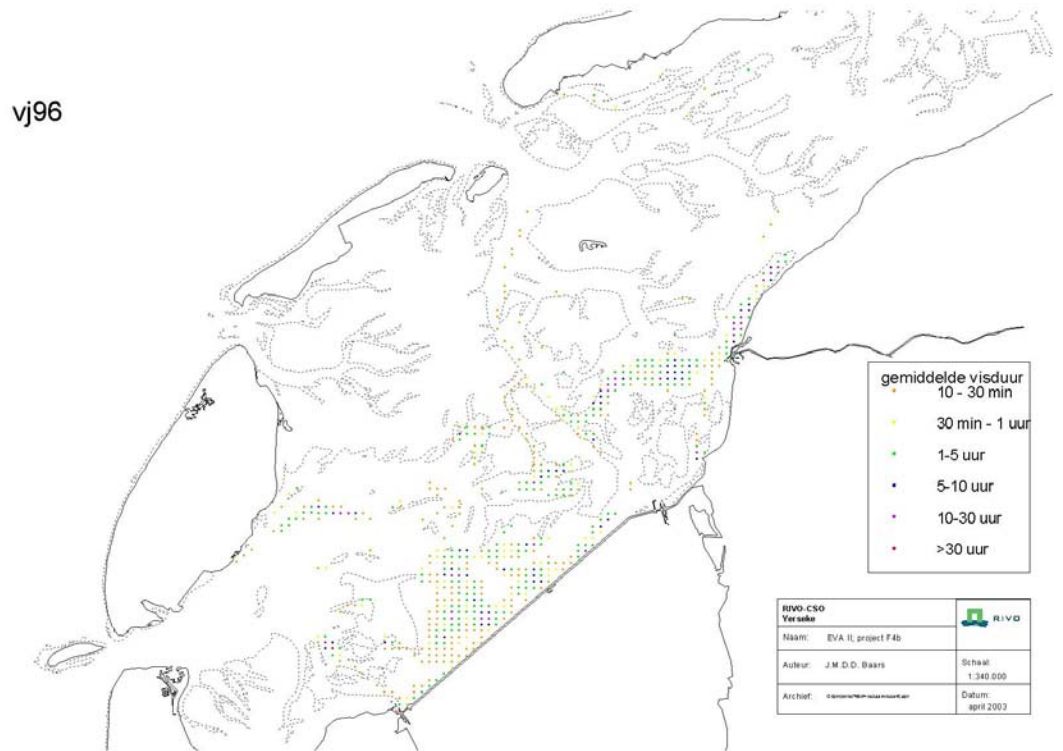 vj96
gemiddelde visduur
10 - 30 min
30 min - 1 uur
1-5 uur
5-10 uur
10-30 uur
>30 uur
RIVO-CSO
Yerseke
RIVO
Naam: EVA II, project F4b
Auteur: J.M.D.D. Baars
Schaal:
1:340.000
Archief:
Datum:
april 2003